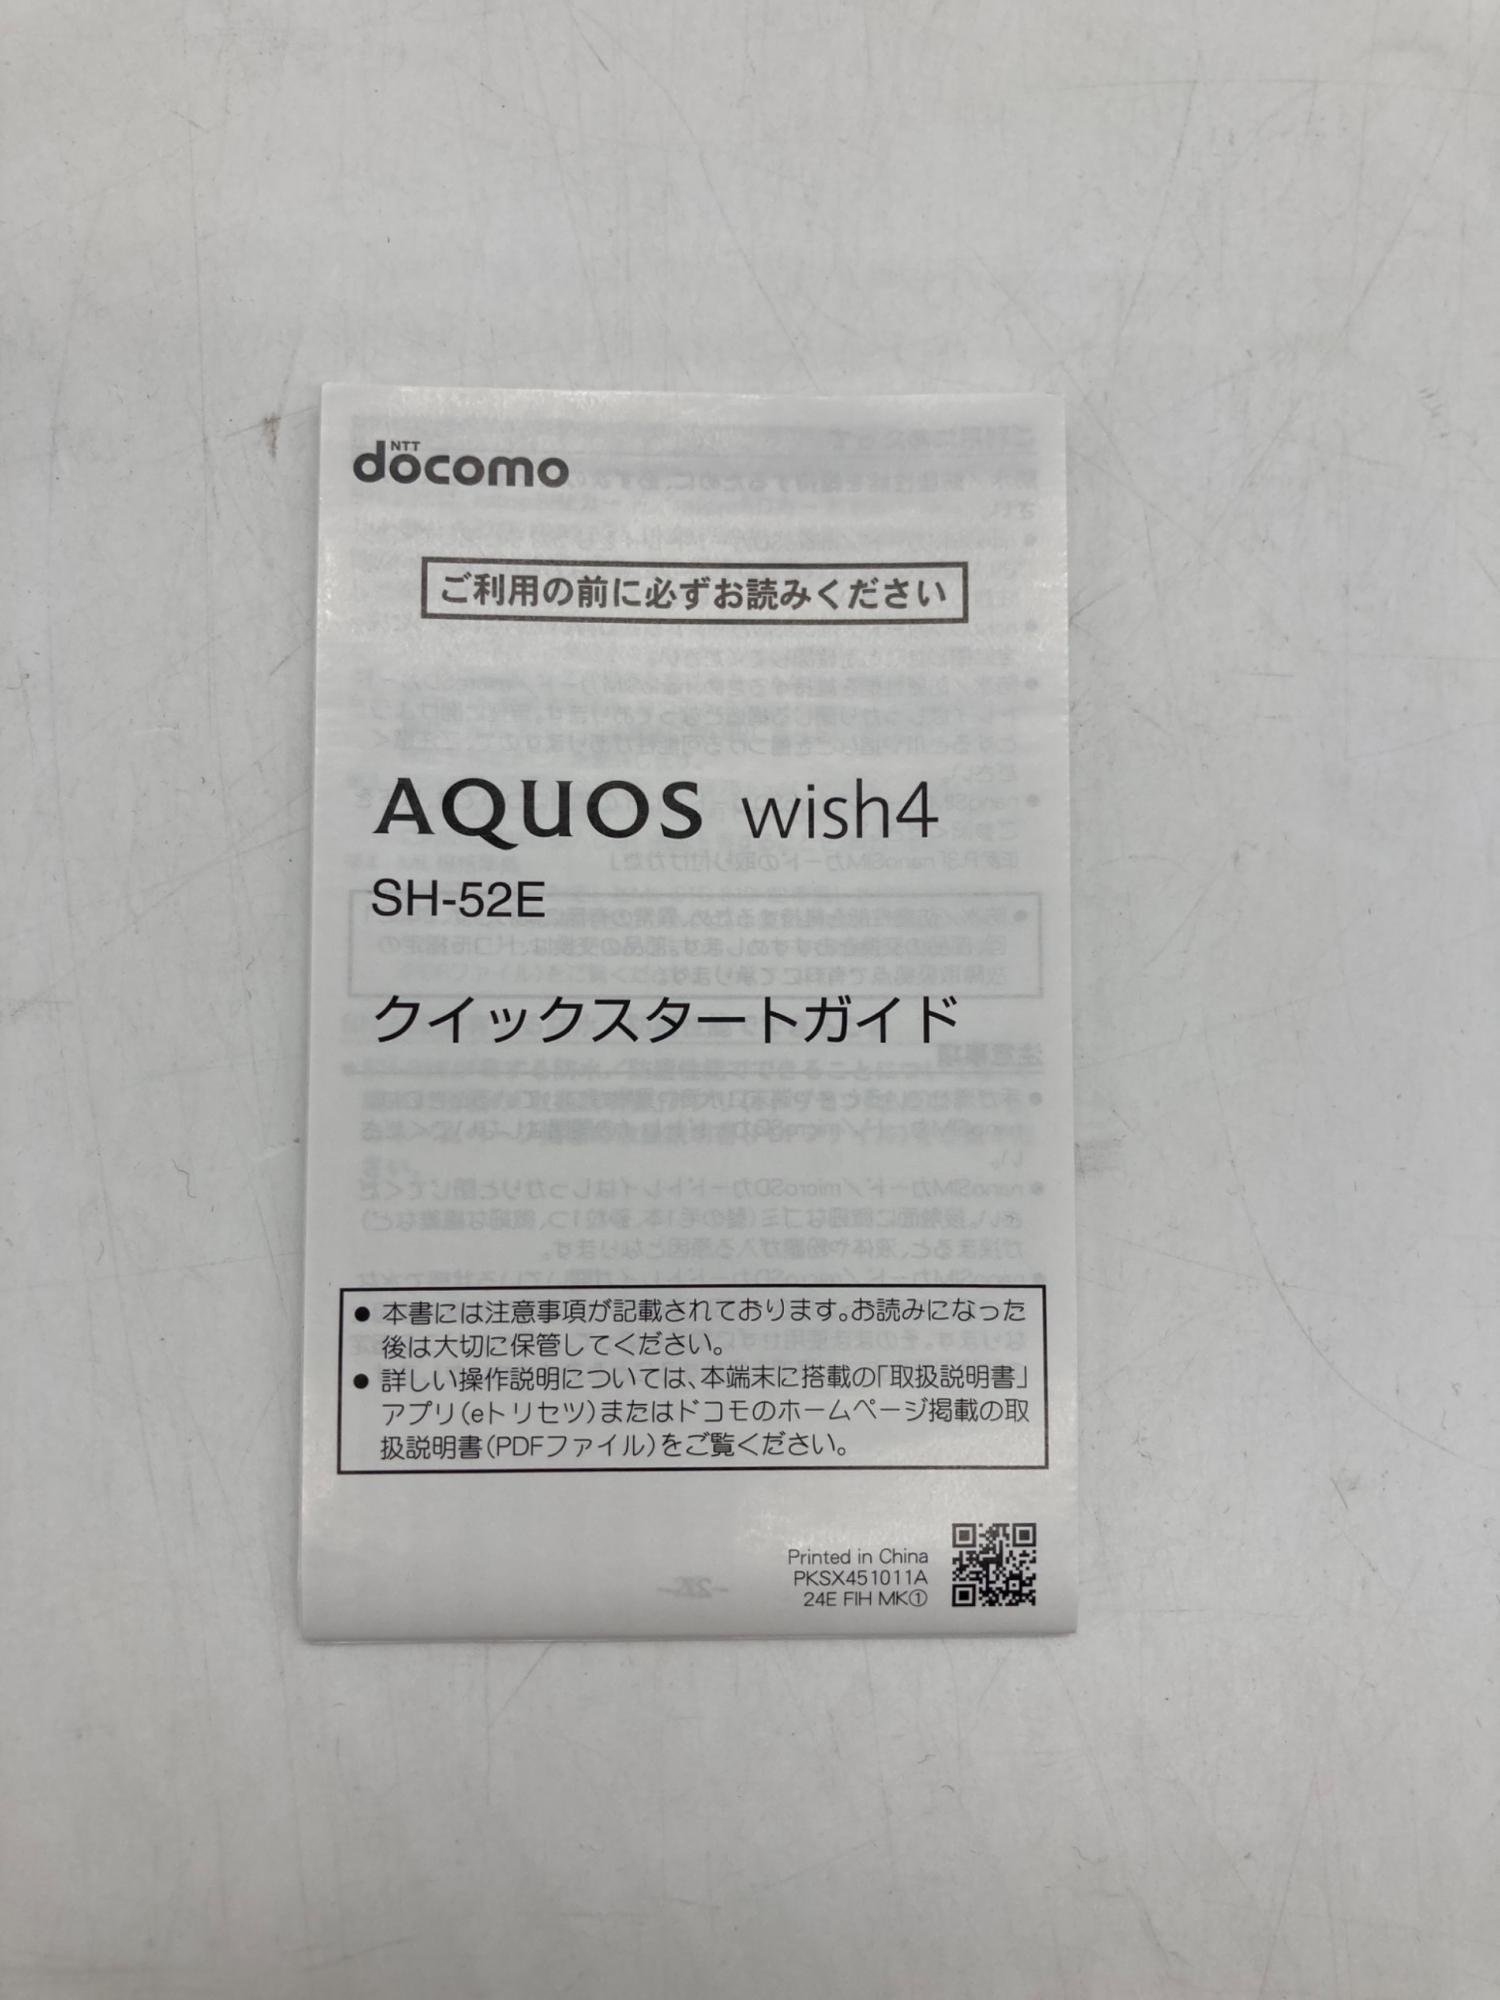 NTT
docomo
ご利用の前に必ずお読みください
AQUOS wish4
SH-52E
クイックスタートガイド
● 本書には注意事項が記載されております。お読みになった
後は大切に保管してください。
● 詳しい操作説明については、本端末に搭載の「取扱説明書」
アプリ(eトリセツ)またはドコモのホームページ掲載の取
扱説明書(PDFファイル)をご覧ください。
Printed in China
PKSX451011A
24E FIH MK①